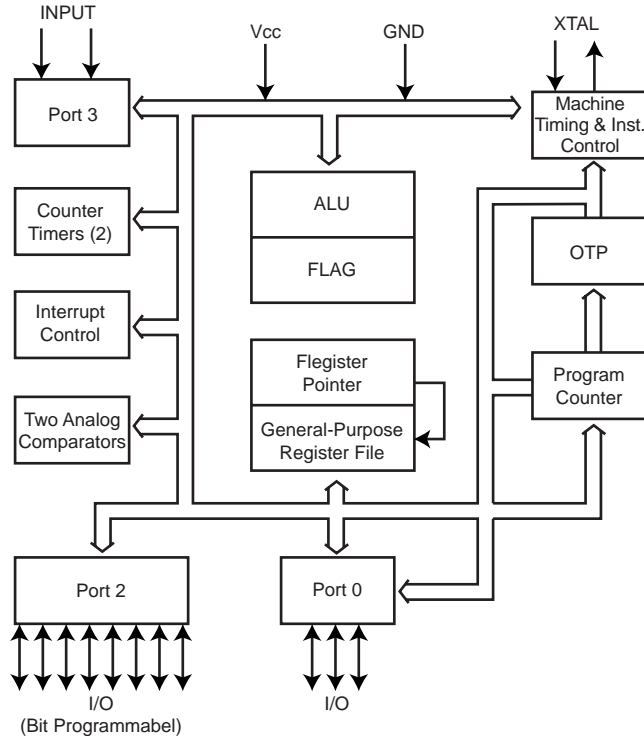 INPUT
Vcc
GND
XTAL
Port 3
Machine
Timing & Inst.
Control
Counter
Timers (2)
ALU
FLAG
OTP
Interrupt
Control
Flegister
Pointer
Program
Counter
Two Analog
Comparators
General-Purpose
Register File
Port 2
Port 0
I/O
(Bit Programmabel)
I/O